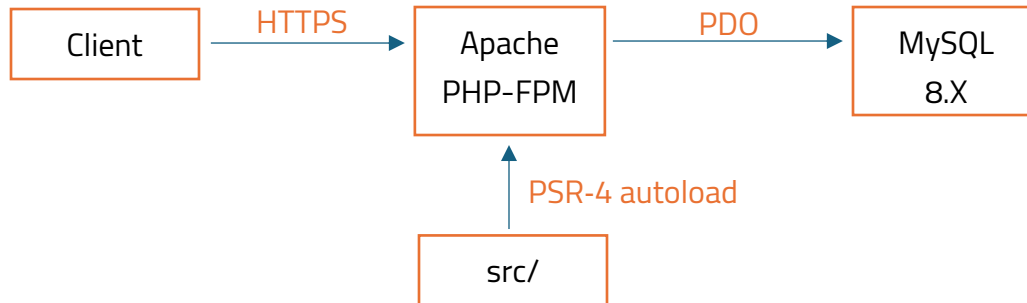 Client
HTTPS
Apache
PHP-FPM
PDO
MySQL
8.X
PSR-4 autoload
src/